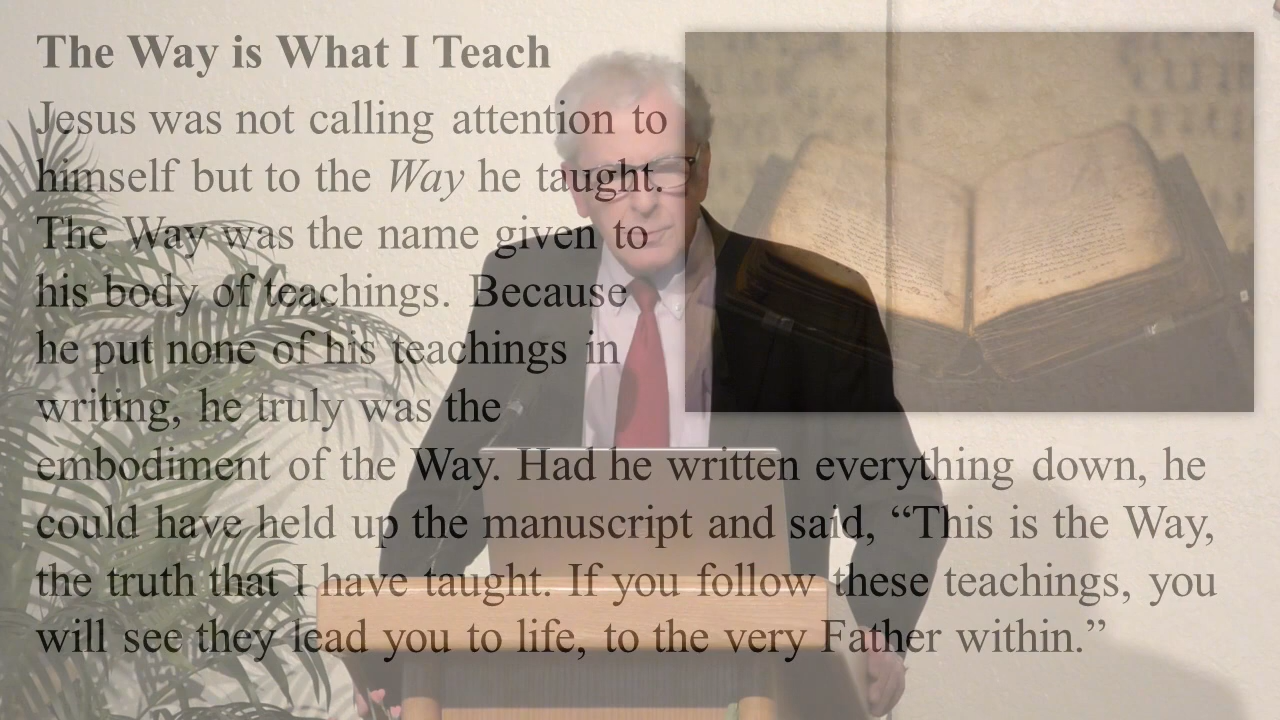 The Way is What I Teach
Jesus was not calling attention to
himself but to the Way he taught.
The Way was the name given to
his body of teachings. Because
he put none of his teachings in
writing, he truly was the
embodiment of the Way. Had he written everything down, he
could have held up the manuscript and said, “This is the Way,
the truth that I have taught. If you follow these teachings, you
will see they lead you to life, to the very Father within.”